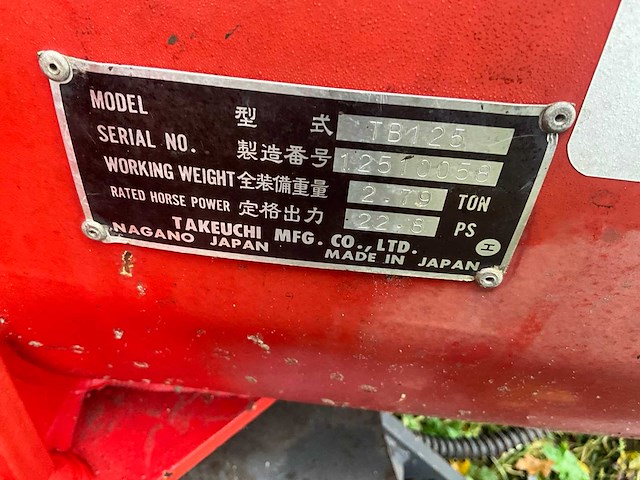 MODEL 型式 TB125
SERIAL NO. 製造番号 12510058
WORKING WEIGHT 全装備重量 2.79 TON
RATED HORSE POWER 定格出力 22.8 PS
TAKEUCHI MFG. CO., LTD. エ
NAGANO JAPAN MADE IN JAPAN